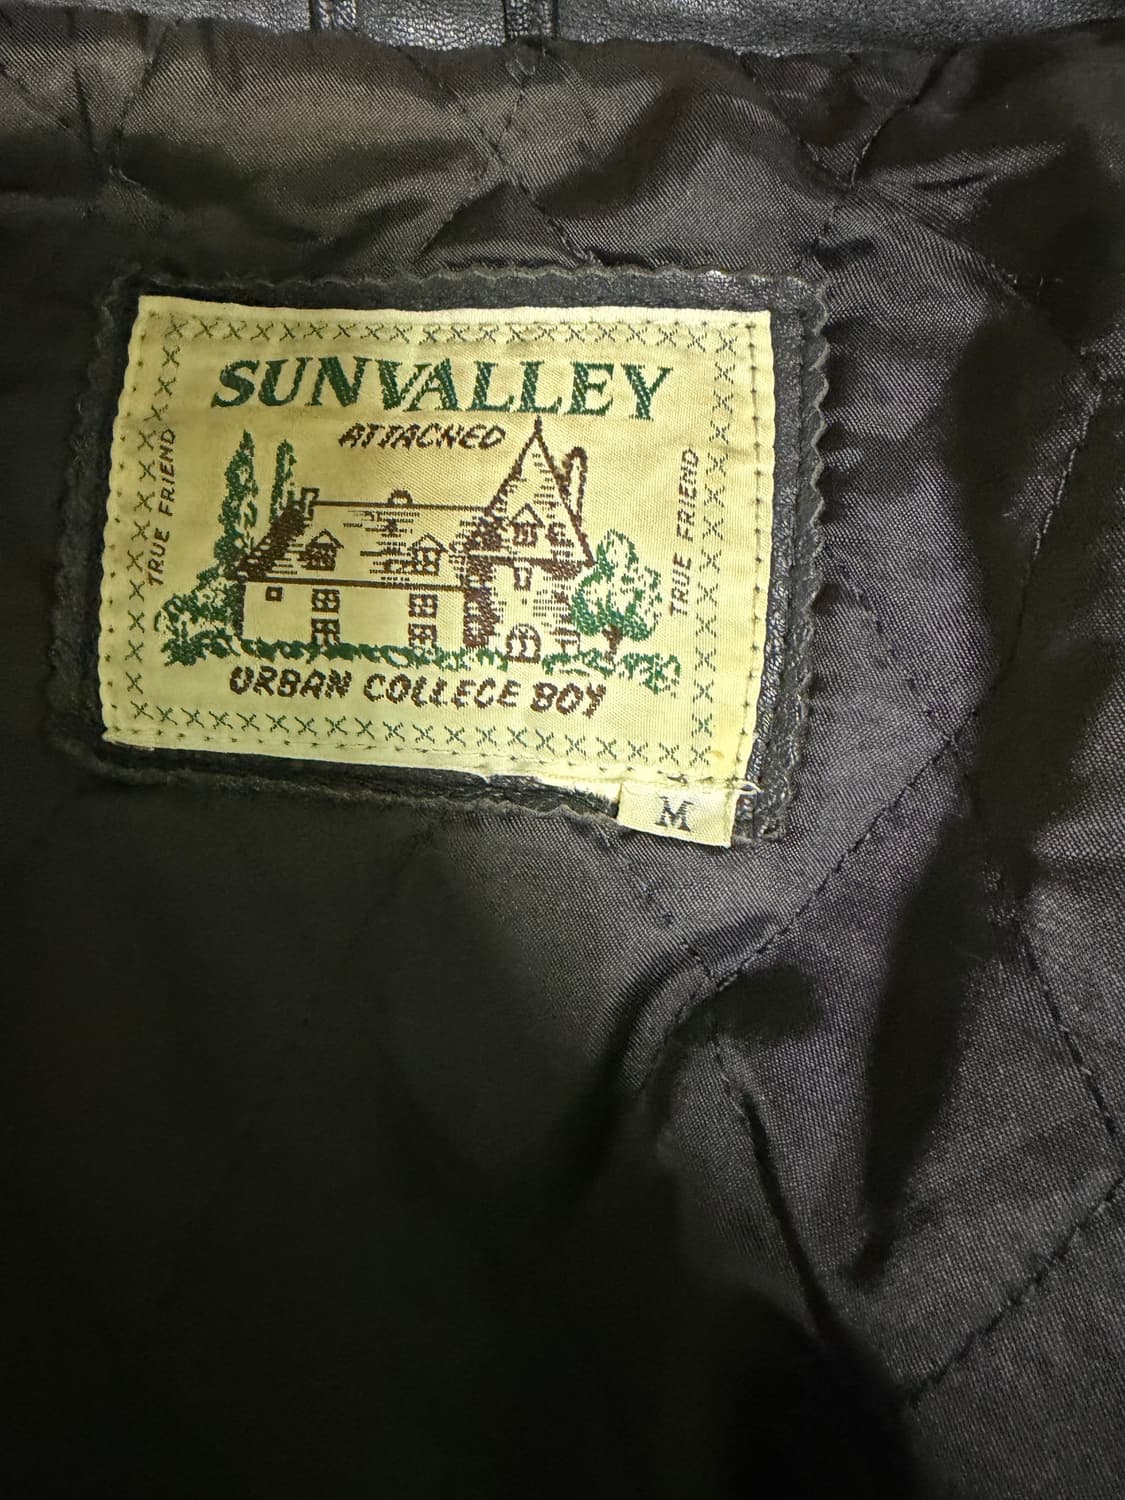 SUNVALLEY
ATTACHED
TRUE FRIEND
TRUE FRIEND
URBAN COLLEGE BOY
M